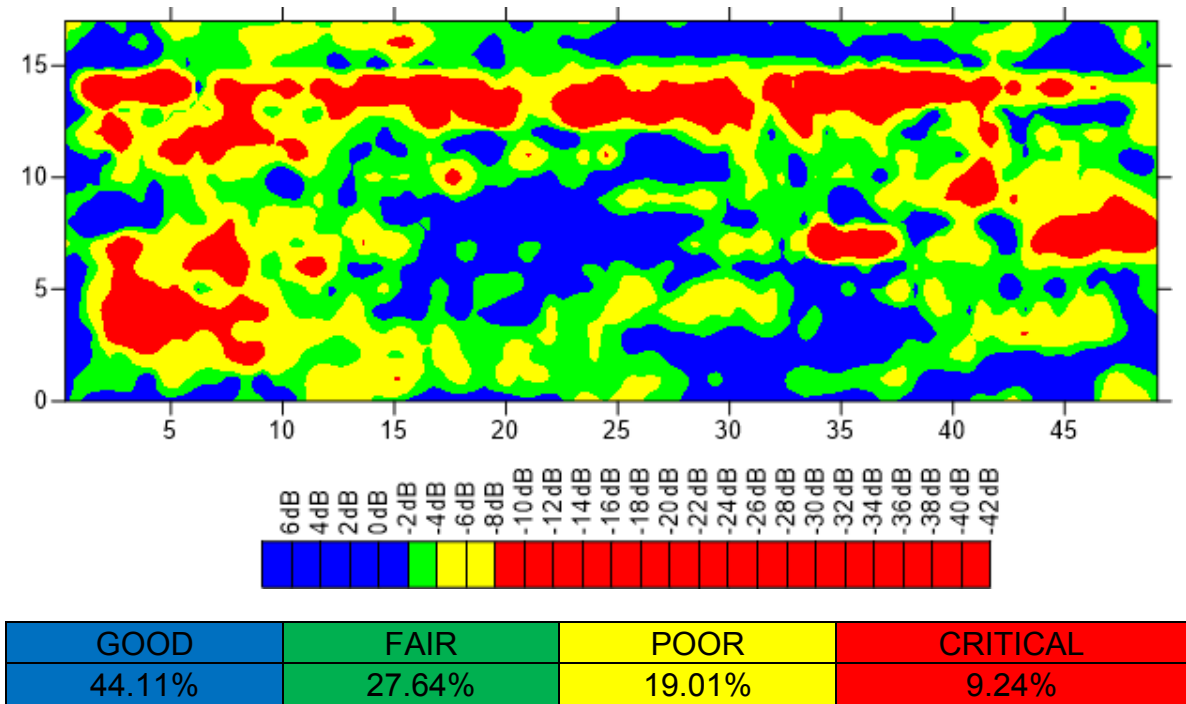 15
10
5
0
5 10 15 20 25 30 35 40 45
6dB 4dB 2dB 0dB -2dB -4dB -6dB -8dB -10dB -12dB -14dB -16dB -18dB -20dB -22dB -24dB -26dB -28dB -30dB -32dB -34dB -36dB -38dB -40dB -42dB
GOOD FAIR POOR CRITICAL
44.11% 27.64% 19.01% 9.24%